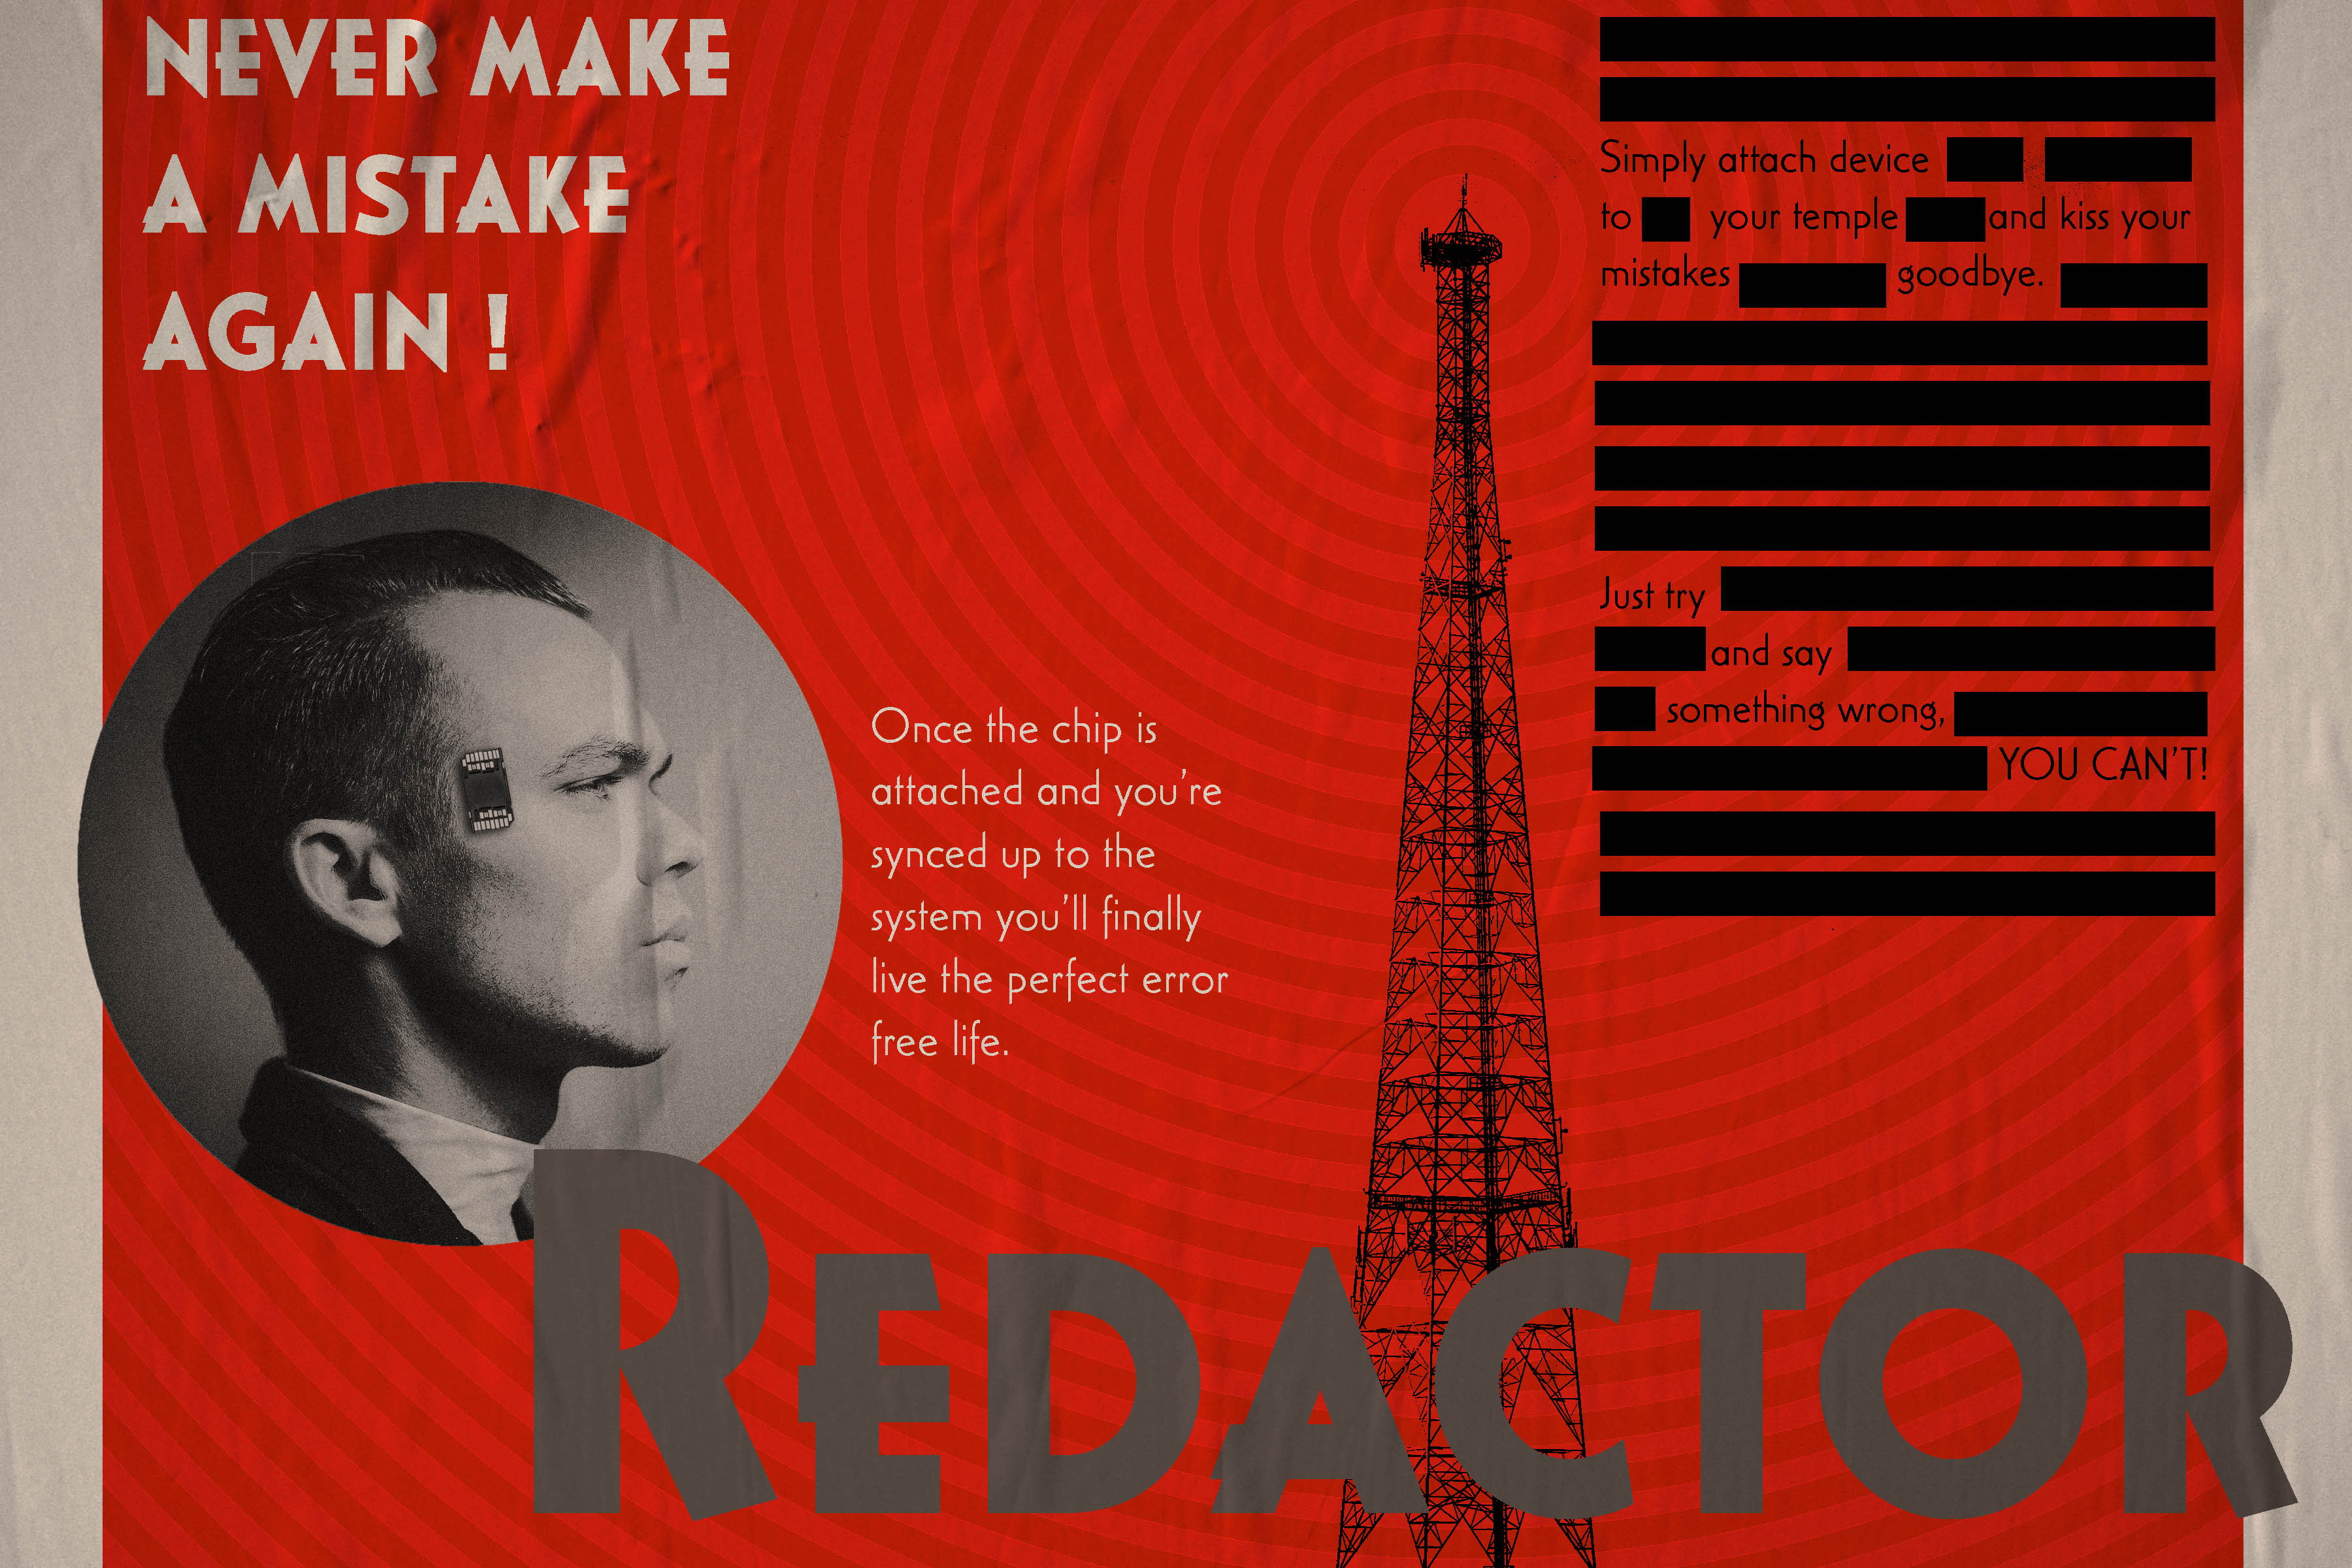 NEVER MAKE
A MISTAKE
AGAIN !
Simply attach device
to your temple and kiss your
mistakes goodbye.
Just try
and say
something wrong,
YOU CAN'T!
Once the chip is
attached and you're
synced up to the
system you'll finally
live the perfect error
free life.
REDACTOR